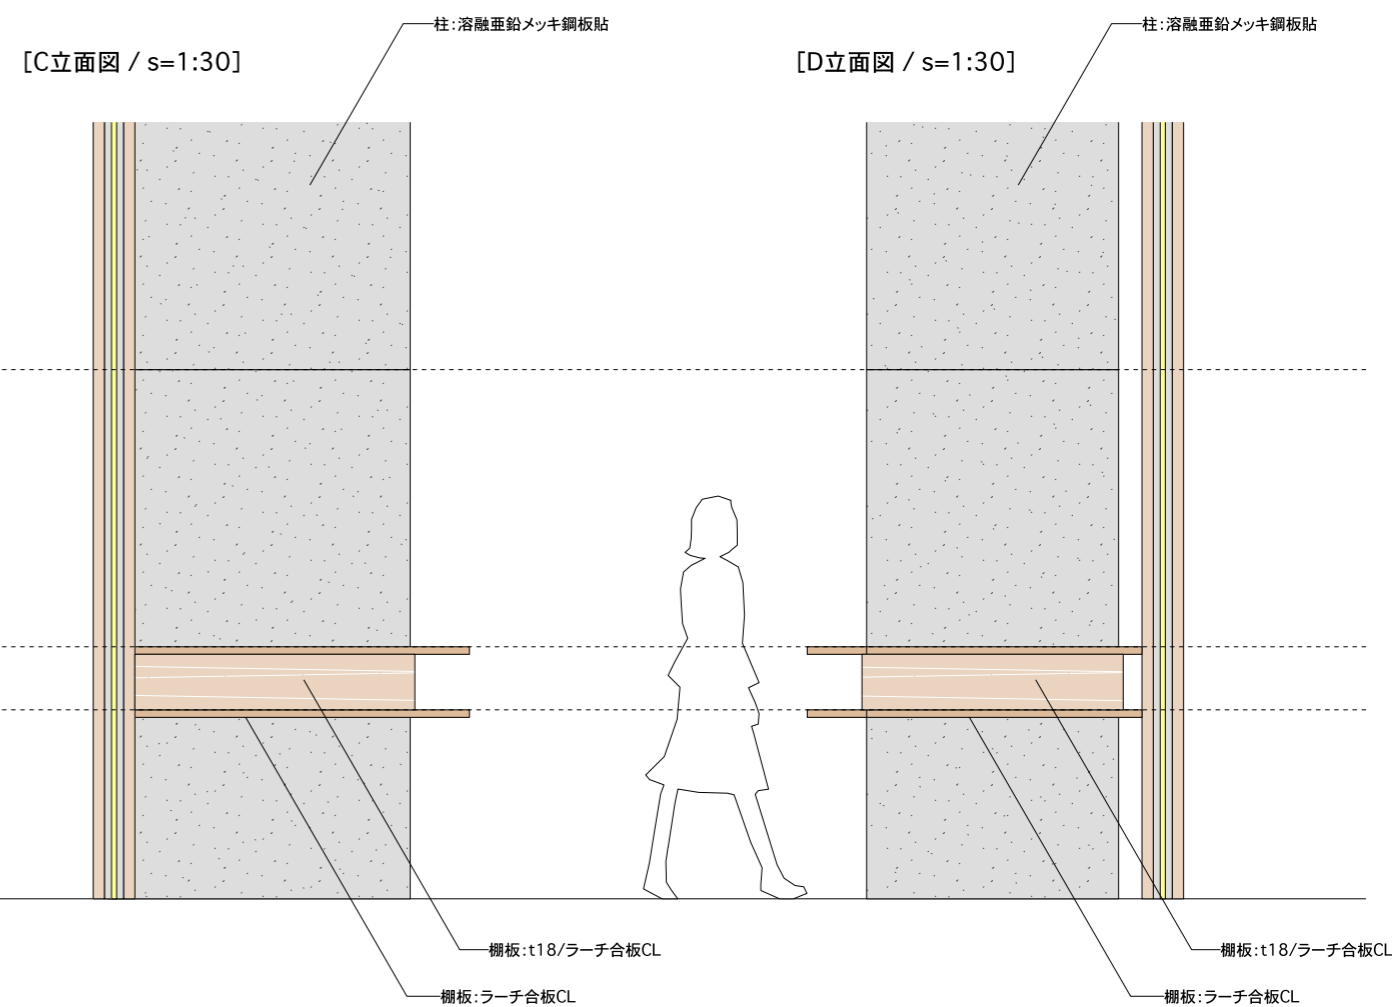 柱:溶融亜鉛メッキ鋼板貼
柱:溶融亜鉛メッキ鋼板貼
[C立面図 / s=1:30]
[D立面図 / s=1:30]
棚板:t18/ラーチ合板CL
棚板:t18/ラーチ合板CL
棚板:ラーチ合板CL
棚板:ラーチ合板CL